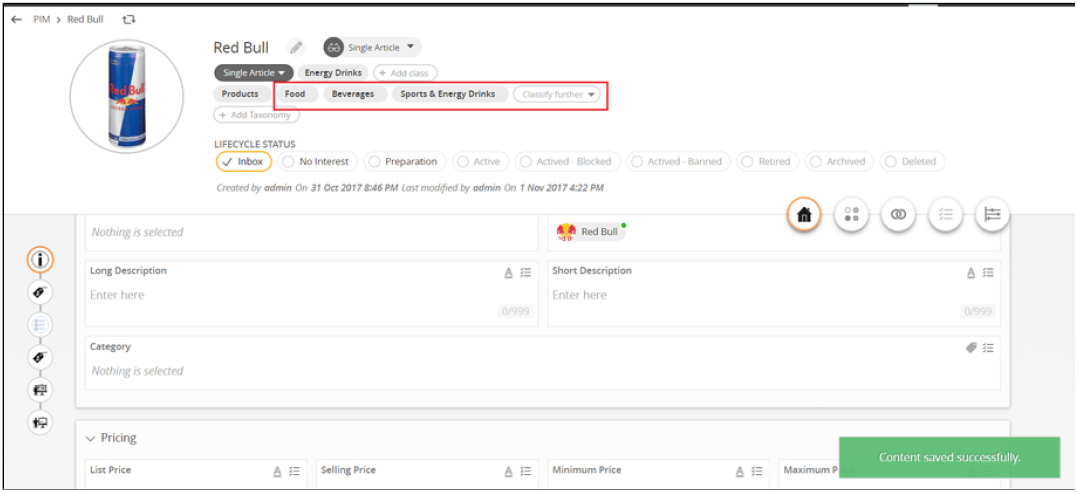 PIM > Red Bull
Red Bull Single Article
Single Article Energy Drinks + Add class
Products Food Beverages Sports & Energy Drinks Classify further
+ Add Taxonomy
LIFECYCLE STATUS
Inbox No Interest Preparation Active Actived - Blocked Actived - Banned Retired Archived Deleted
Created by admin On 31 Oct 2017 8:46 PM Last modified by admin On 1 Nov 2017 4:22 PM
Nothing is selected Red Bull
Long Description Short Description
Enter here Enter here
0/999 0/999
Category
Nothing is selected
Pricing
List Price Selling Price Minimum Price Maximum P
Content saved successfully.